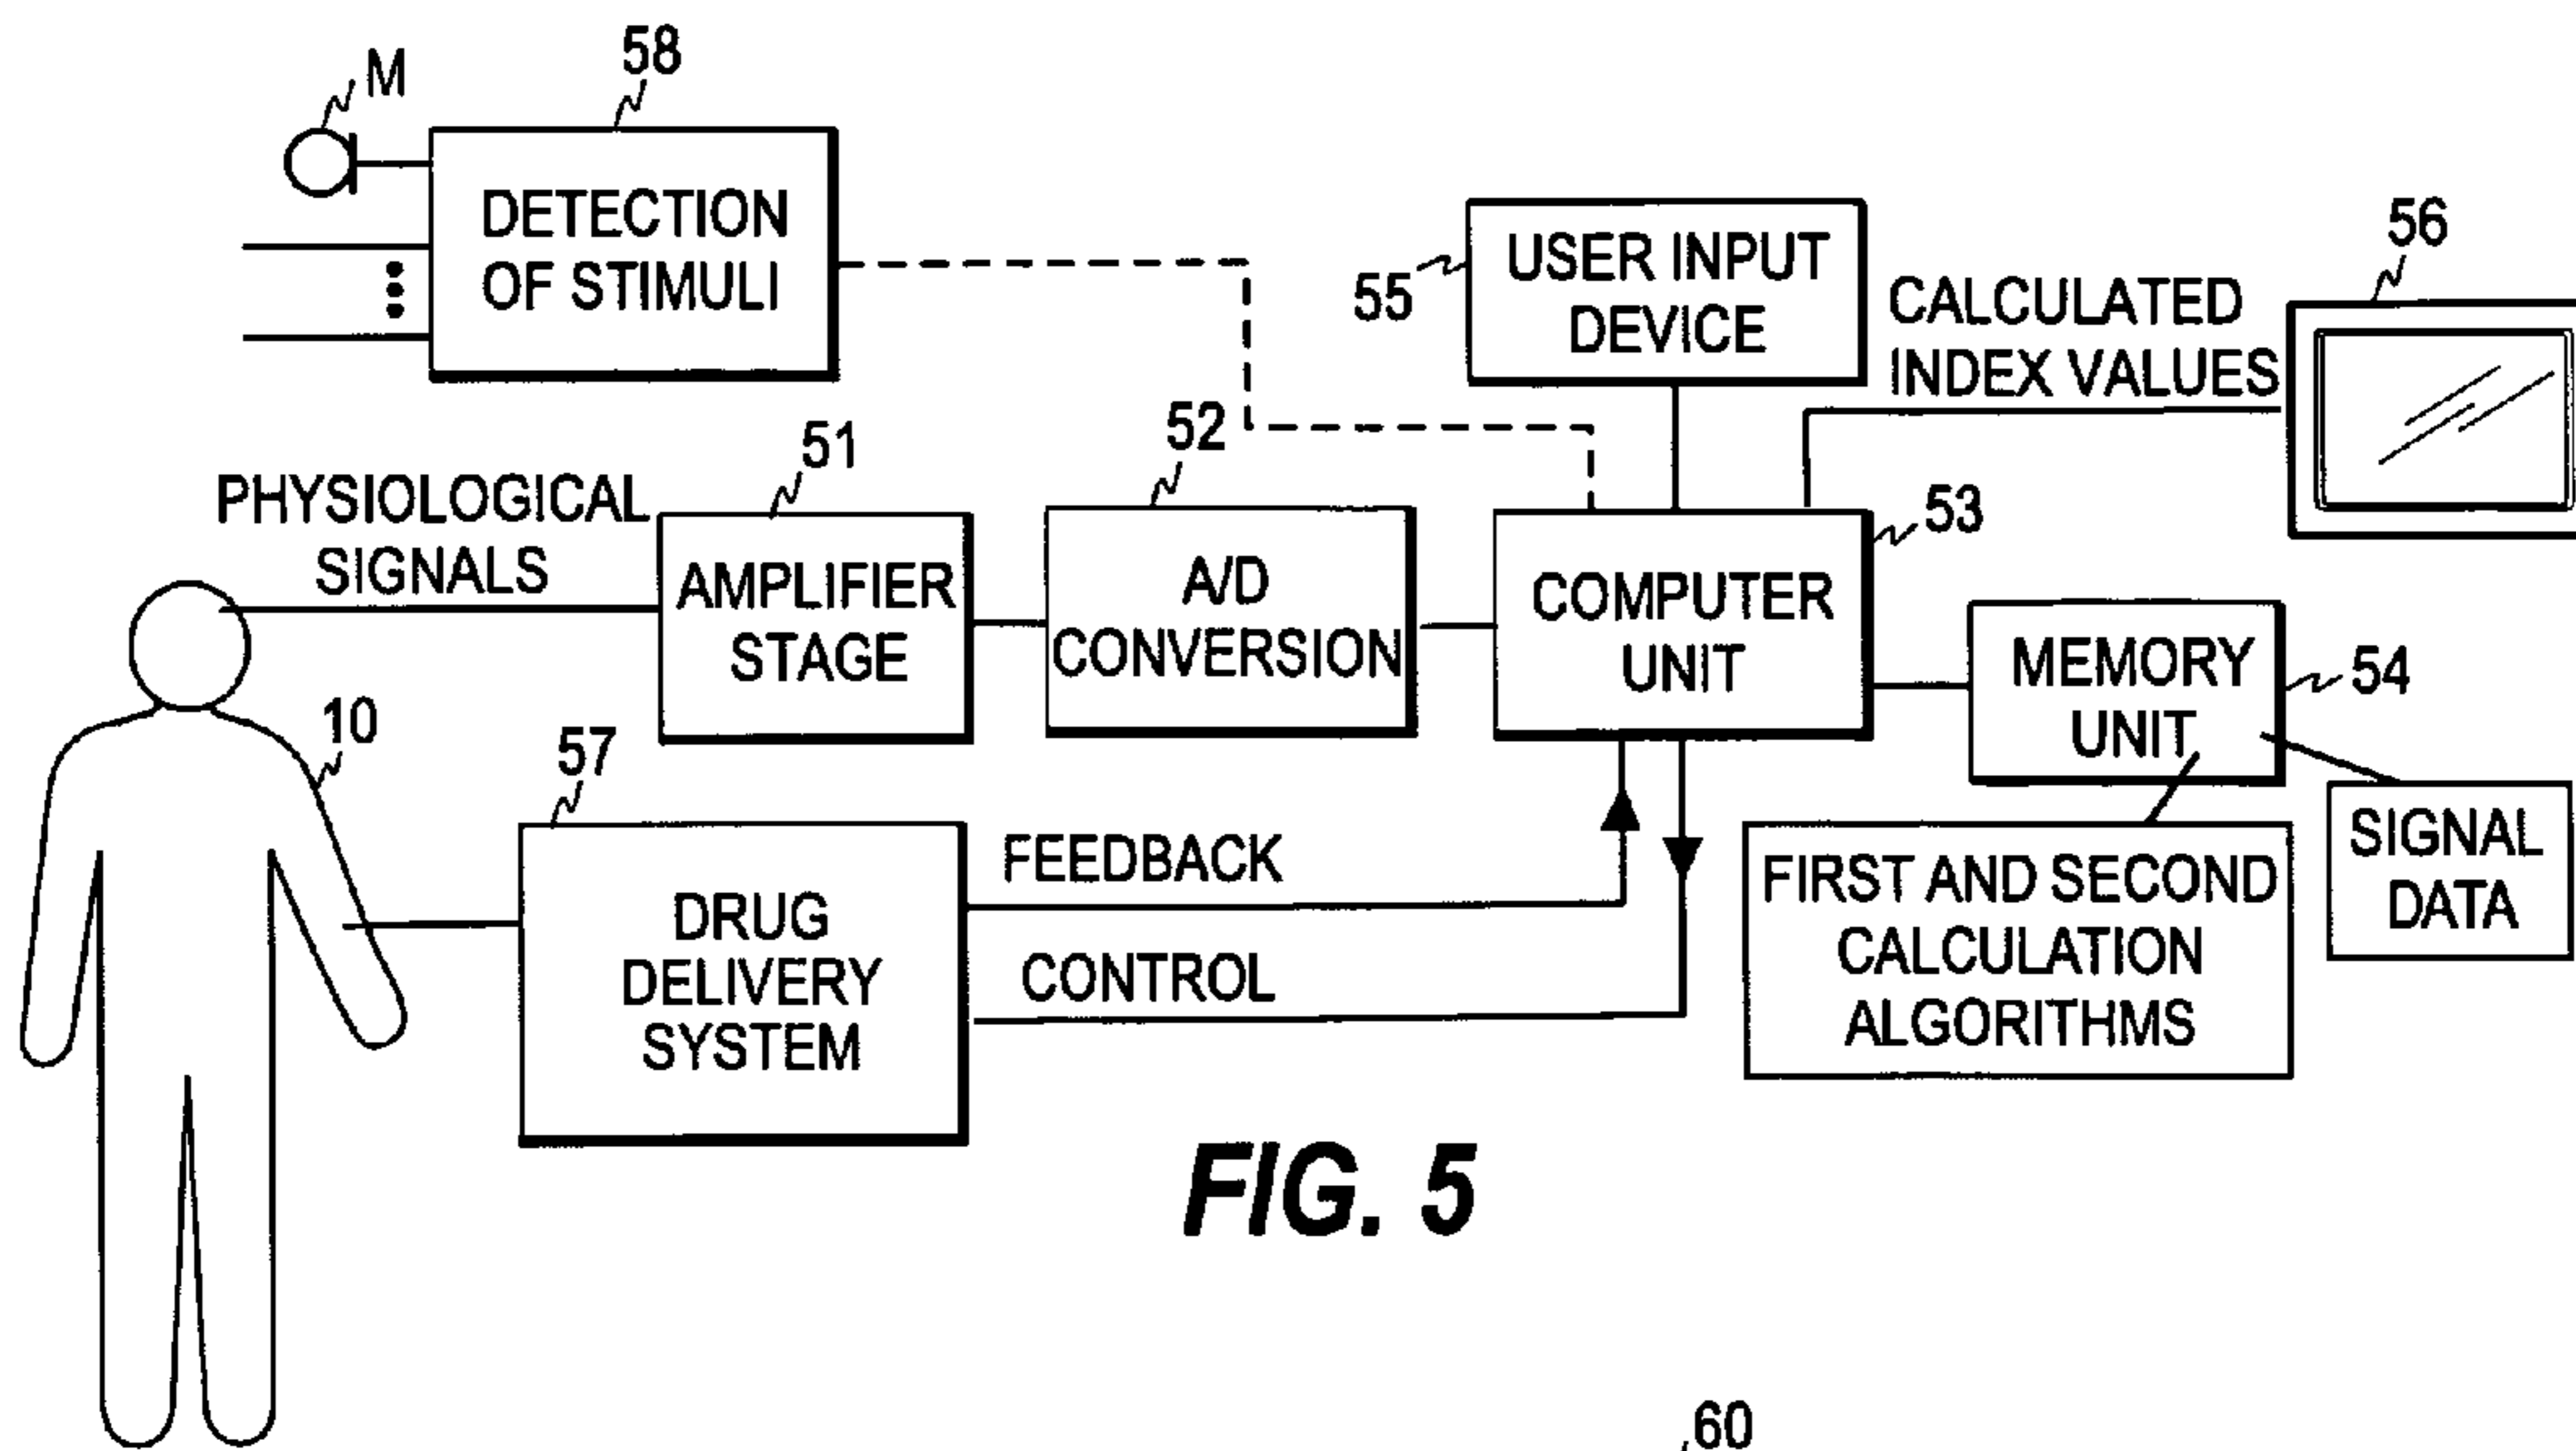 M
58
DETECTION
OF STIMULI
55
USER INPUT
DEVICE
CALCULATED
INDEX VALUES
56
PHYSIOLOGICAL
SIGNALS
51
AMPLIFIER
STAGE
52
A/D
CONVERSION
53
COMPUTER
UNIT
54
MEMORY
UNIT
10
57
DRUG
DELIVERY
SYSTEM
FEEDBACK
CONTROL
FIRST AND SECOND
CALCULATION
ALGORITHMS
SIGNAL
DATA
FIG. 5
60